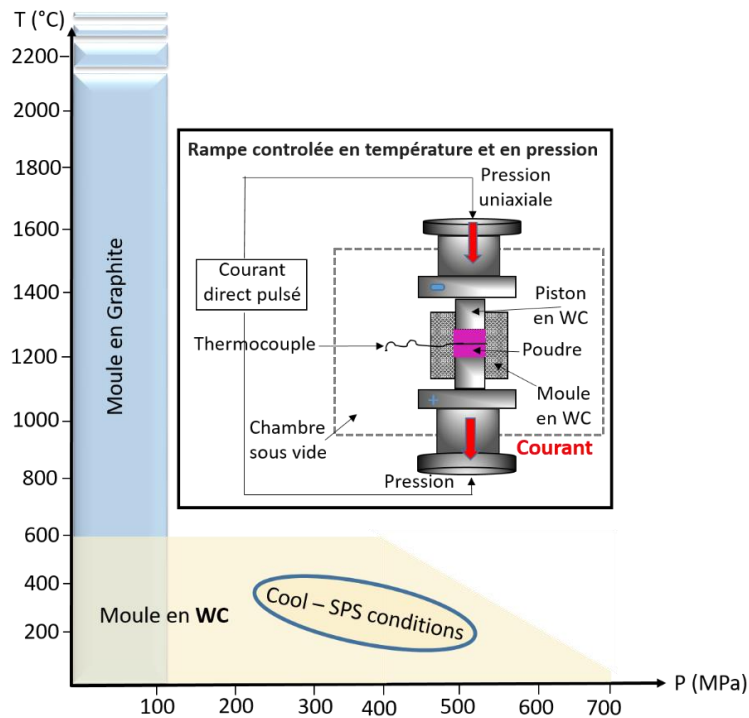 T (°C)
2200
2000
1800
1600
1400
1200
1000
800
600
400
200
Moule en Graphite
Rampe controlée en température et en pression
Pression
uniaxiale
Courant
direct pulsé
Piston
en WC
Thermocouple
Poudre
Moule
en WC
Chambre
sous vide
Courant
Pression
-
+
Moule en WC
Cool – SPS conditions
100
200
300
400
500
600
700
P (MPa)